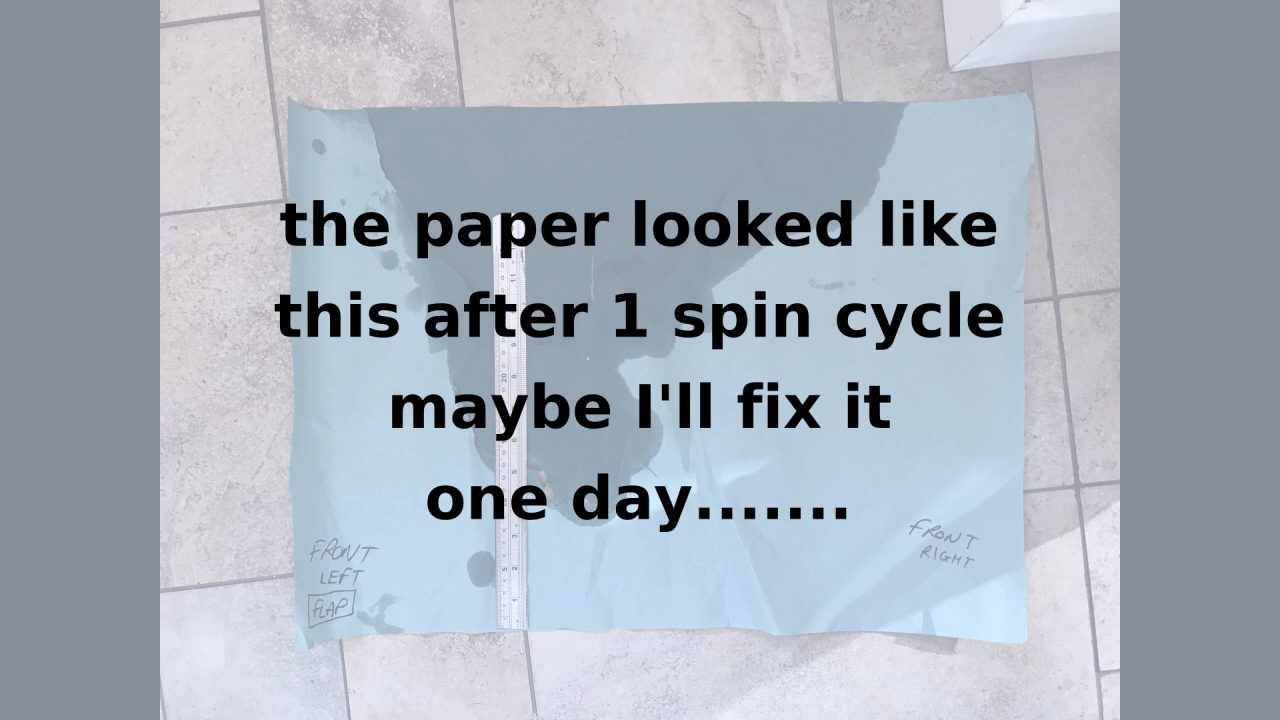 the paper looked like
this after 1 spin cycle
maybe I'll fix it
one day.......
FRONT
LEFT
FLAP
FRONT
RIGHT